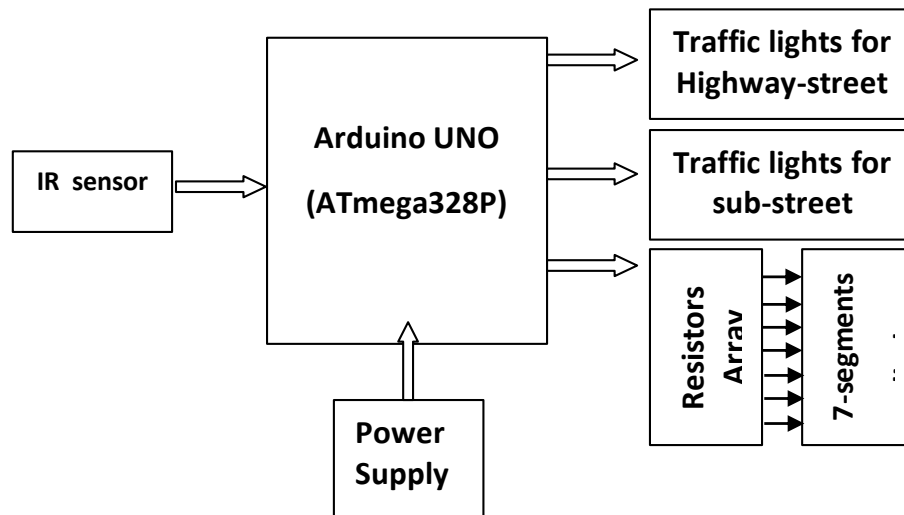 Traffic lights for
Highway-street
Arduino UNO
(ATmega328P)
IR sensor
Traffic lights for
sub-street
Resistors
Array
7-segments
Power
Supply